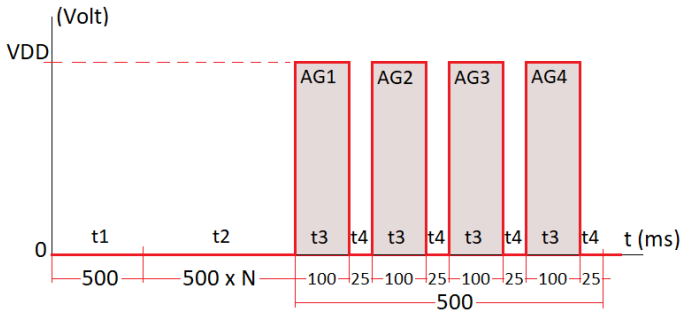 (Volt)
VDD
AG1 AG2 AG3 AG4
t1 t2 t3 t4 t3 t4 t3 t4 t3 t4 t (ms)
0
500 500 x N 100 25 100 25 100 25 100 25
500